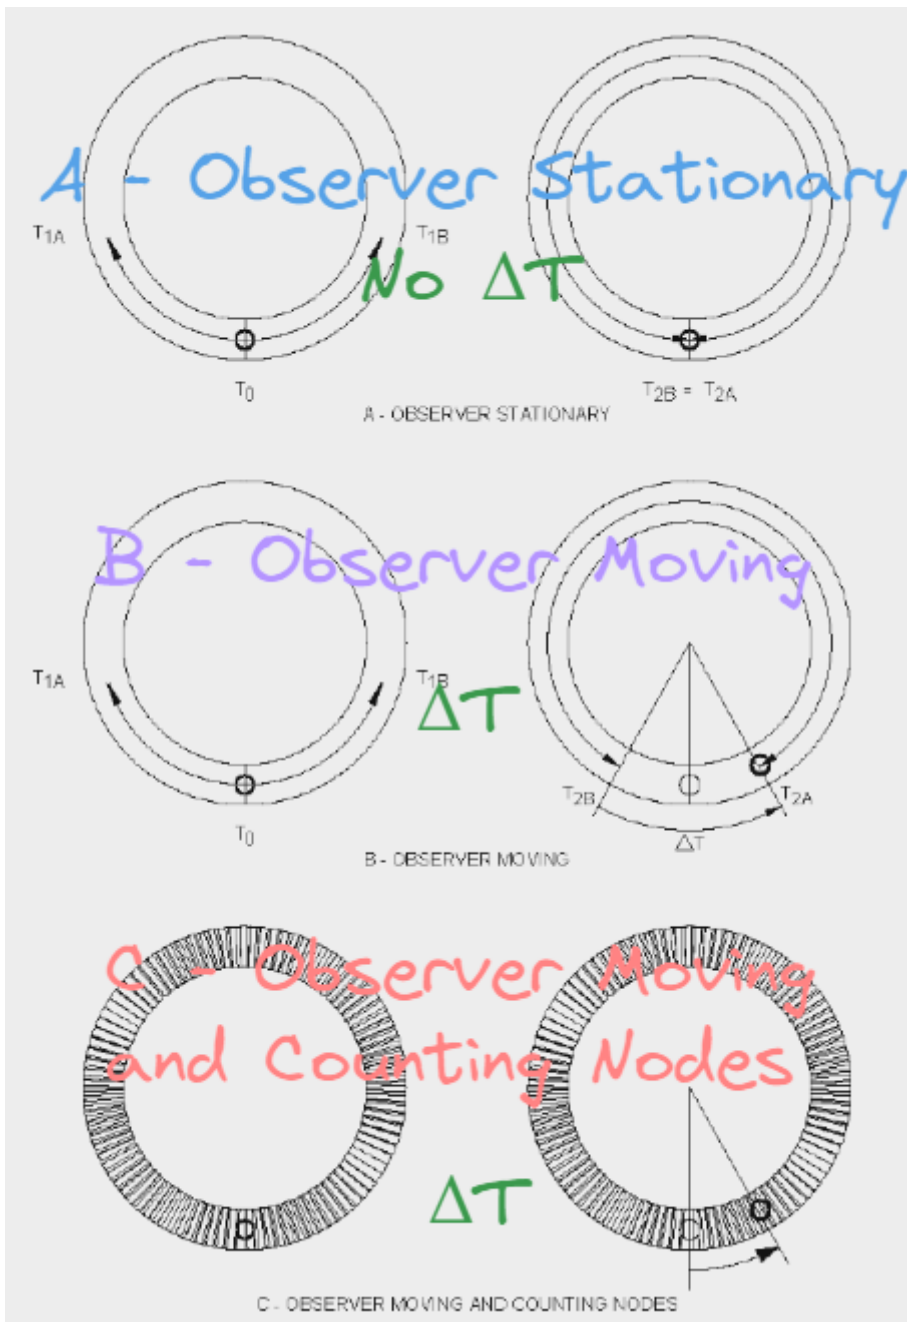 A - Observer Stationary
T1A
T1B
No ΔT
T0
T2B = T2A
A - OBSERVER STATIONARY
B - Observer Moving
T1A
T1B
ΔT
T2B
T2A
T0
ΔT
B - OBSERVER MOVING
C - Observer Moving
and Counting Nodes
ΔT
C - OBSERVER MOVING AND COUNTING NODES